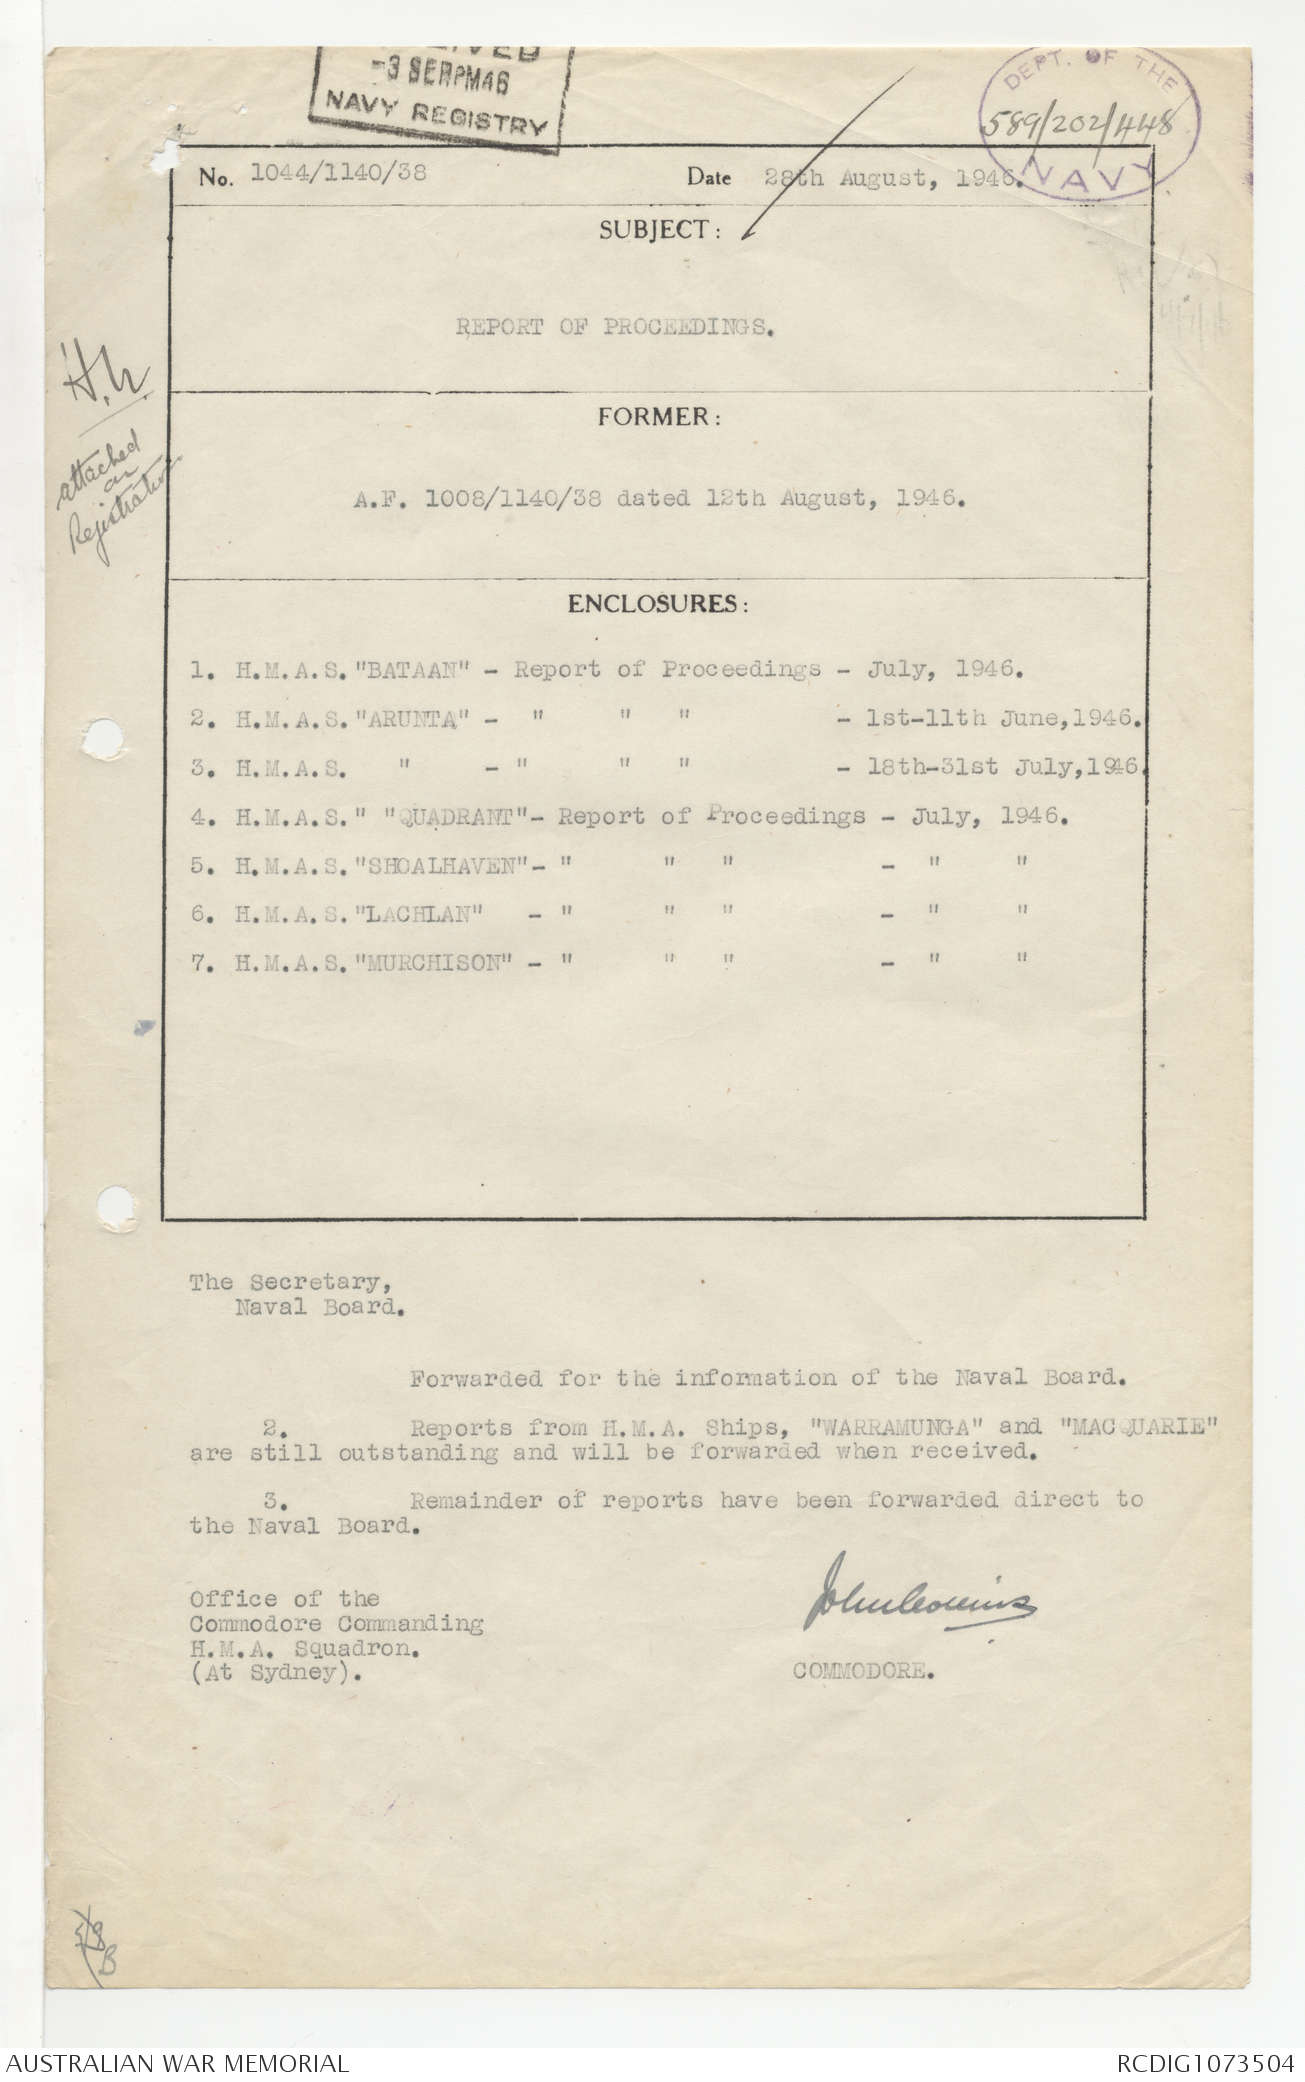 -3 SEP PM 46
NAVY REGISTRY
DEPT. OF THE
589/202/448
NAVY
No. 1044/1140/38 Date 28th August, 1946.
SUBJECT:
REPORT OF PROCEEDINGS.
H.h.
attached
on
Registration.
FORMER:
A.F. 1008/1140/38 dated 12th August, 1946.
ENCLOSURES:
1. H.M.A.S."BATAAN" - Report of Proceedings - July, 1946.
2. H.M.A.S."ARUNTA" - " " " - 1st-11th June,1946.
3. H.M.A.S. " - " " " - 18th-31st July,1946.
4. H.M.A.S." "QUADRANT"- Report of Proceedings - July, 1946.
5. H.M.A.S."SHOALHAVEN"- " " " - " "
6. H.M.A.S."LACHLAN" - " " " - " "
7. H.M.A.S."MURCHISON" - " " " - " "
The Secretary,
Naval Board.
Forwarded for the information of the Naval Board.
2. Reports from H.M.A. Ships, "WARRAMUNGA" and "MACQUARIE"
are still outstanding and will be forwarded when received.
3. Remainder of reports have been forwarded direct to
the Naval Board.
Office of the
Commodore Commanding
H.M.A. Squadron.
(At Sydney).
COMMODORE.
B
AUSTRALIAN WAR MEMORIAL
RCDIG1073504